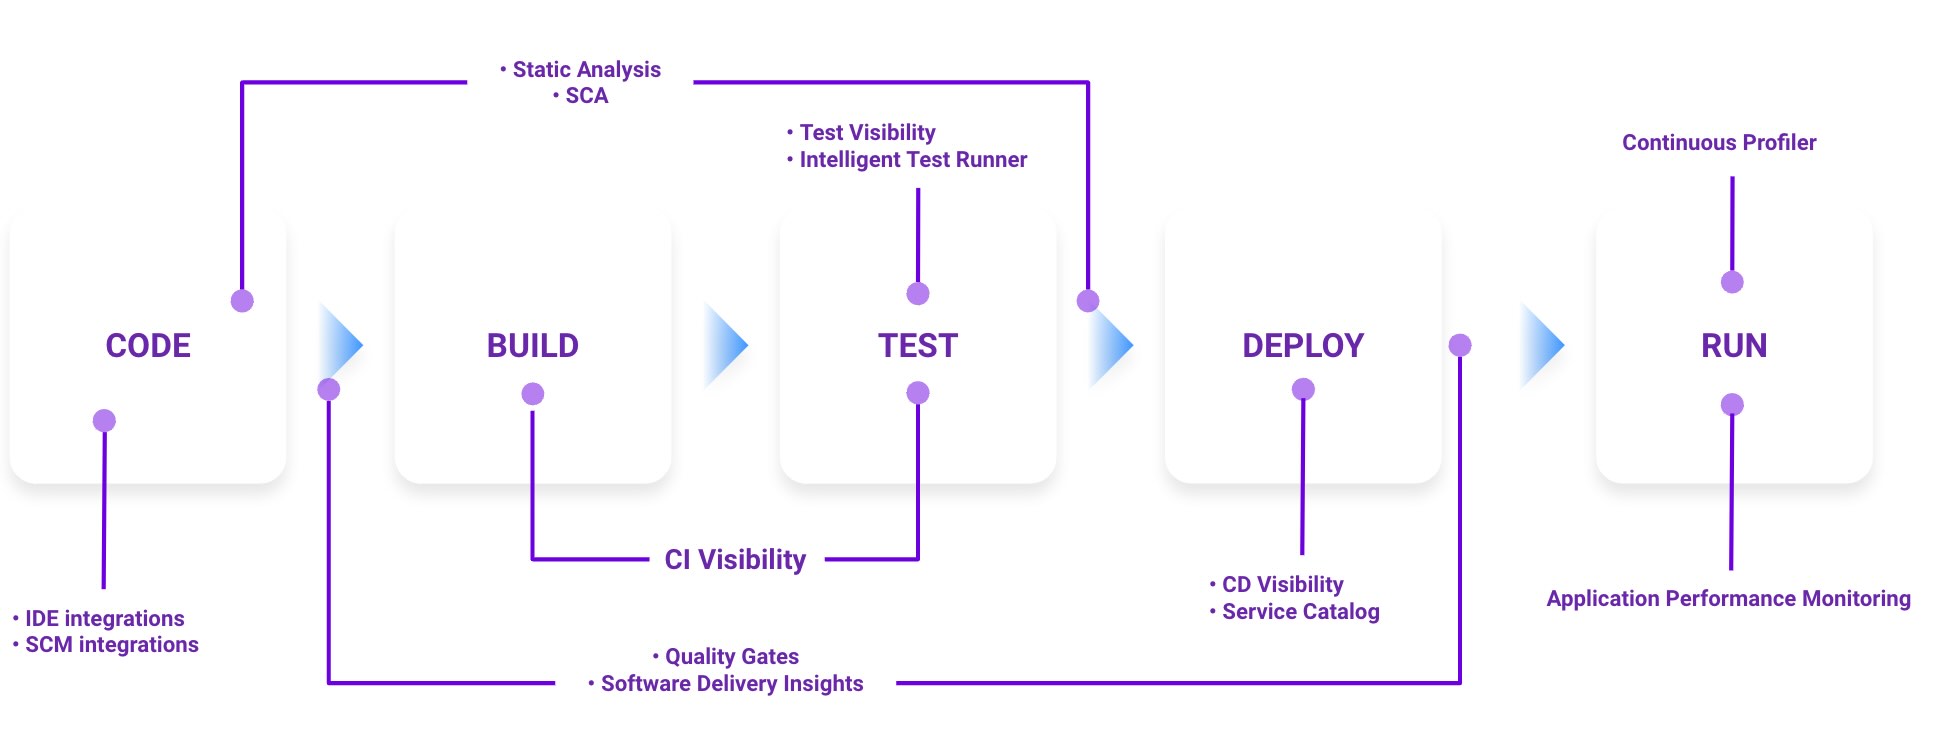 • Static Analysis
• SCA
• Test Visibility
• Intelligent Test Runner
Continuous Profiler
CODE
BUILD
TEST
DEPLOY
RUN
CI Visibility
• IDE integrations
• SCM integrations
• CD Visibility
• Service Catalog
Application Performance Monitoring
• Quality Gates
• Software Delivery Insights